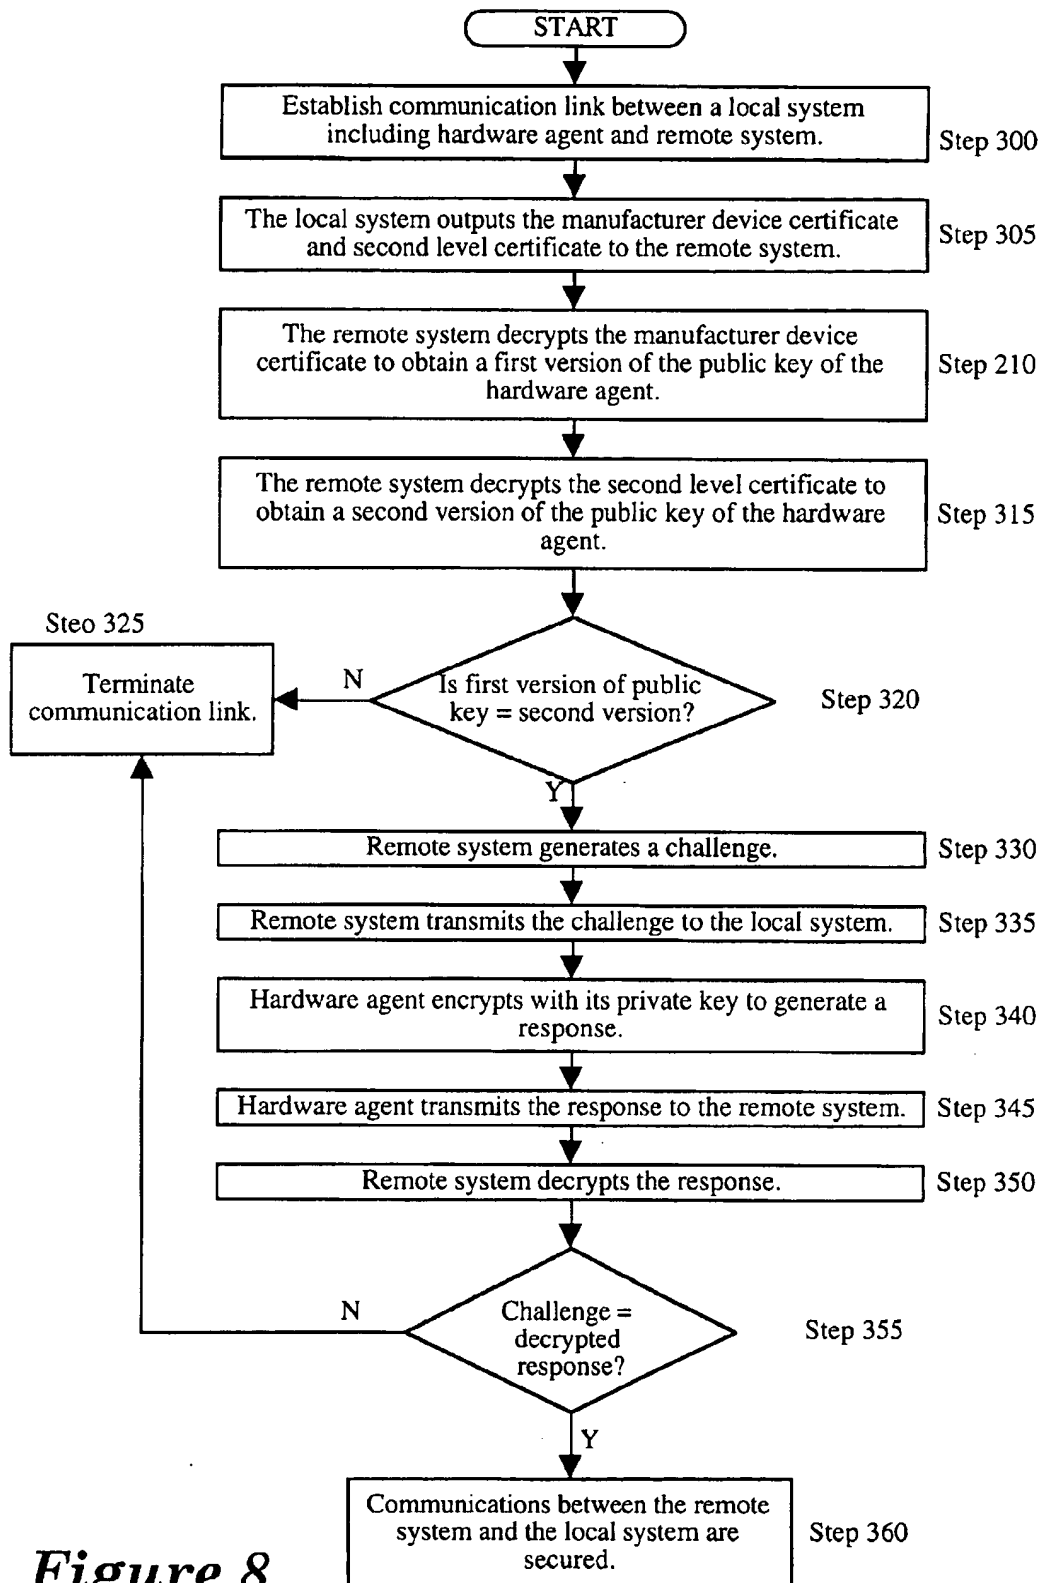 START
Establish communication link between a local system
including hardware agent and remote system.
Step 300
The local system outputs the manufacturer device certificate
and second level certificate to the remote system.
Step 305
The remote system decrypts the manufacturer device
certificate to obtain a first version of the public key of the
hardware agent.
Step 210
The remote system decrypts the second level certificate to
obtain a second version of the public key of the hardware
agent.
Step 315
Steo 325
Terminate
communication link.
N
Is first version of public
key = second version?
Step 320
Y
Remote system generates a challenge.
Step 330
Remote system transmits the challenge to the local system.
Step 335
Hardware agent encrypts with its private key to generate a
response.
Step 340
Hardware agent transmits the response to the remote system.
Step 345
Remote system decrypts the response.
Step 350
N
Challenge =
decrypted
response?
Step 355
Y
Communications between the remote
system and the local system are
secured.
Step 360
Figure 8